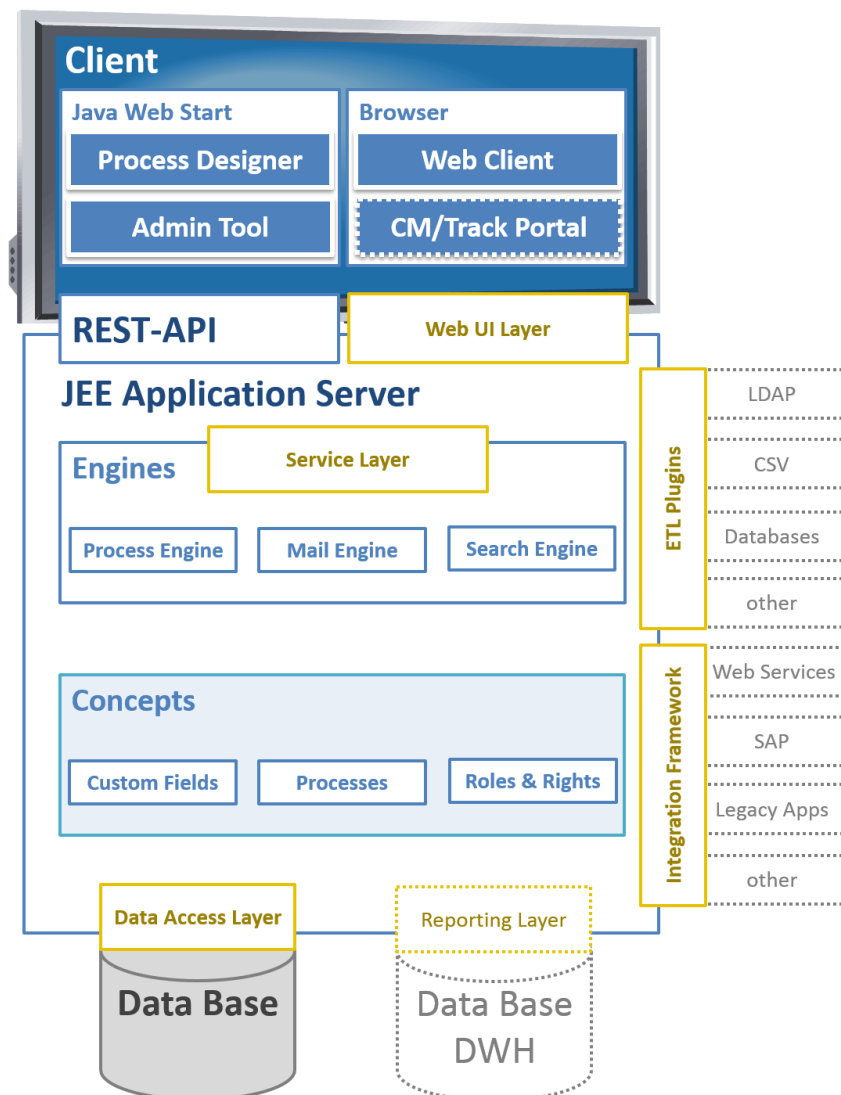 Client
Java Web Start
Process Designer
Admin Tool
Browser
Web Client
CM/Track Portal
REST-API
Web UI Layer
JEE Application Server
Engines
Service Layer
Process Engine
Mail Engine
Search Engine
Concepts
Custom Fields
Processes
Roles & Rights
ETL Plugins
LDAP
CSV
Databases
other
Integration Framework
Web Services
SAP
Legacy Apps
other
Data Access Layer
Data Base
Reporting Layer
Data Base
DWH